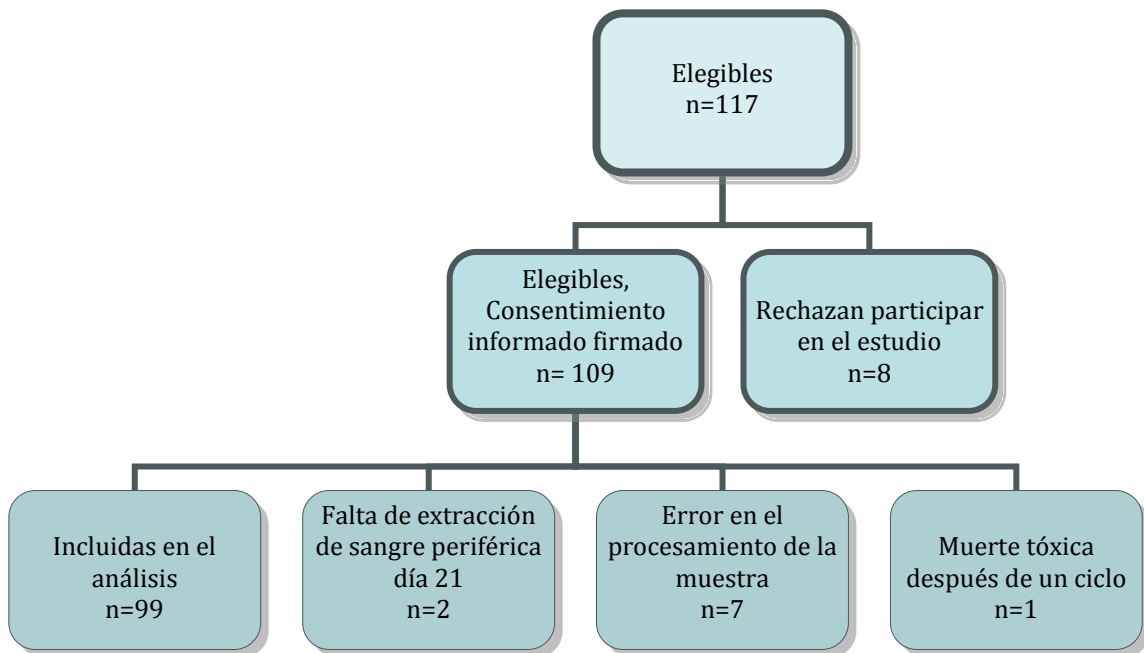 Elegibles
n=117
Elegibles,
Consentimiento
informado firmado
n= 109
Rechazan participar
en el estudio
n=8
Incluidas en el
análisis
n=99
Falta de extracción
de sangre periférica
día 21
n=2
Error en el
procesamiento de la
muestra
n=7
Muerte tóxica
después de un ciclo
n=1